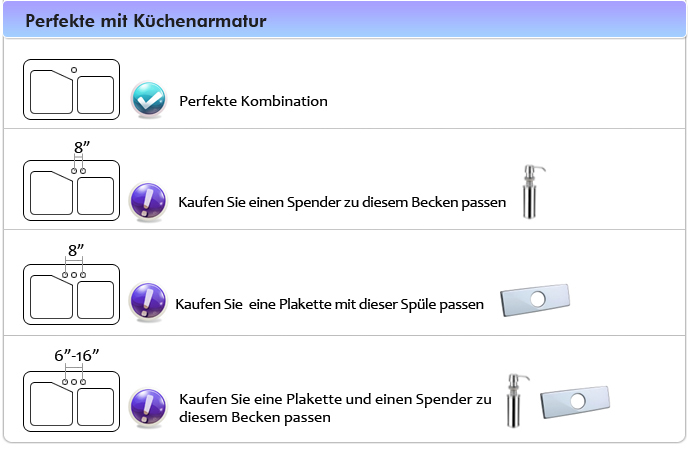 Perfekte mit Küchenarmatur
Perfekte Kombination
8”
Kaufen Sie einen Spender zu diesem Becken passen
8”
Kaufen Sie eine Plakette mit dieser Spüle passen
6”-16”
Kaufen Sie eine Plakette und einen Spender zu
diesem Becken passen